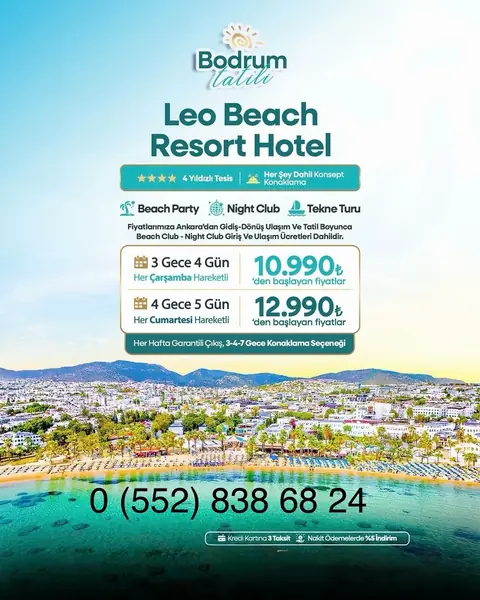 Bodrum
tatili
Leo Beach
Resort Hotel
4 Yıldızlı Tesis
Her Şey Dahil Konsept
Konaklama
Beach Party
Night Club
Tekne Turu
Fiyatlarımıza Ankara'dan Gidiş-Dönüş Ulaşım Ve Tatil Boyunca
Beach Club - Night Club Giriş Ve Ulaşım Ücretleri Dahildir.
3 Gece 4 Gün
Her Çarşamba Hareketli
10.990₺
'den başlayan fiyatlar
4 Gece 5 Gün
Her Cumartesi Hareketli
12.990₺
'den başlayan fiyatlar
Her Hafta Garantili Çıkış, 3-4-7 Gece Konaklama Seçeneği
0 (552) 838 68 24
Kredi Kartına 3 Taksit
Nakit Ödemelerde %5 İndirim